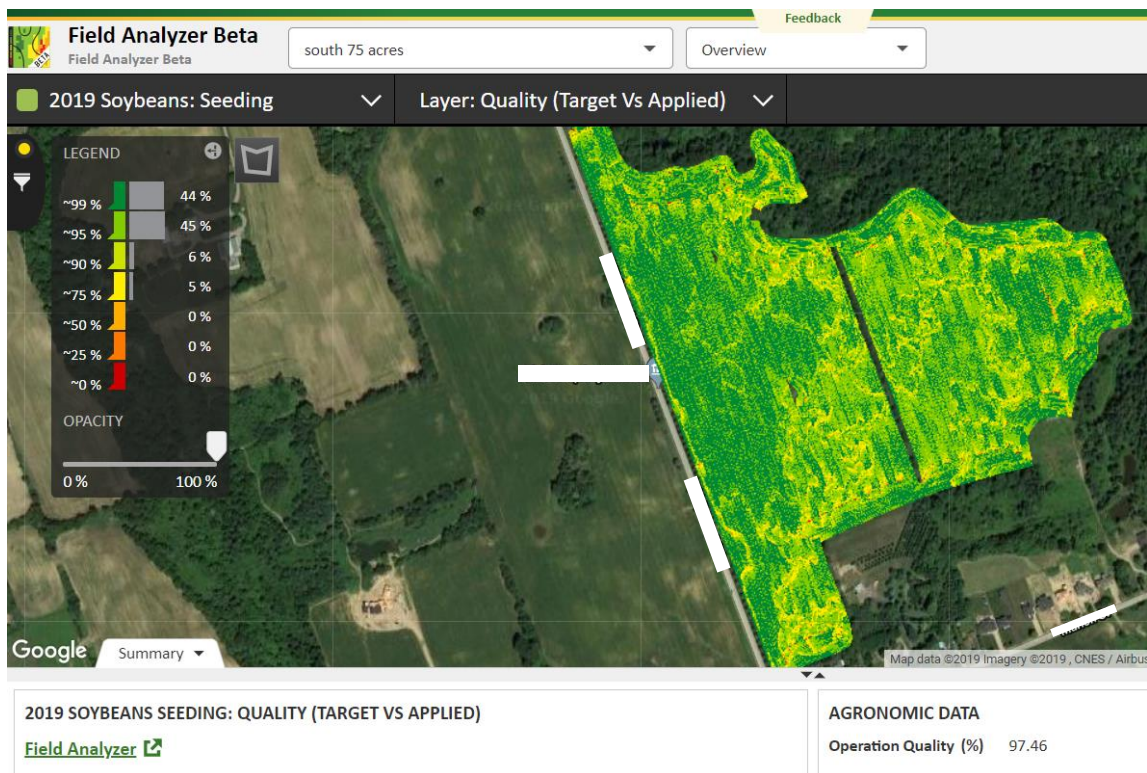 Feedback
Field Analyzer Beta
Field Analyzer Beta
south 75 acres
Overview
2019 Soybeans: Seeding
Layer: Quality (Target Vs Applied)
LEGEND
~99 % 44 %
~95 % 45 %
~90 % 6 %
~75 % 5 %
~50 % 0 %
~25 % 0 %
~0 % 0 %
OPACITY
0 % 100 %
2019 Google
Google
Summary
Map data ©2019 Imagery ©2019 , CNES / Airbus
2019 SOYBEANS SEEDING: QUALITY (TARGET VS APPLIED)
Field Analyzer
AGRONOMIC DATA
Operation Quality (%) 97.46